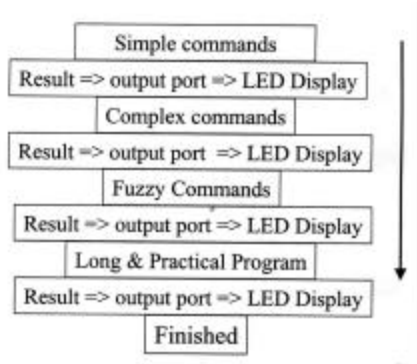 Simple commands
Result => output port => LED Display
Complex commands
Result => output port => LED Display
Fuzzy Commands
Result => output port => LED Display
Long & Practical Program
Result => output port => LED Display
Finished